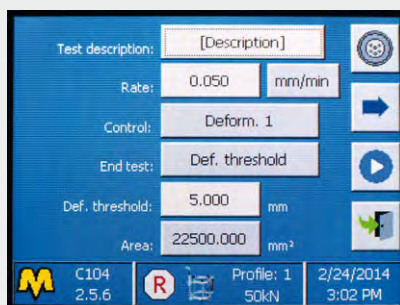 Test description: [Description]
Rate: 0.050 mm/min
Control: Deform. 1
End test: Def. threshold
Def. threshold: 5.000 mm
Area: 22500.000 mm²
C104 R Profile: 1 2/24/2014
2.5.6 50kN 3:02 PM